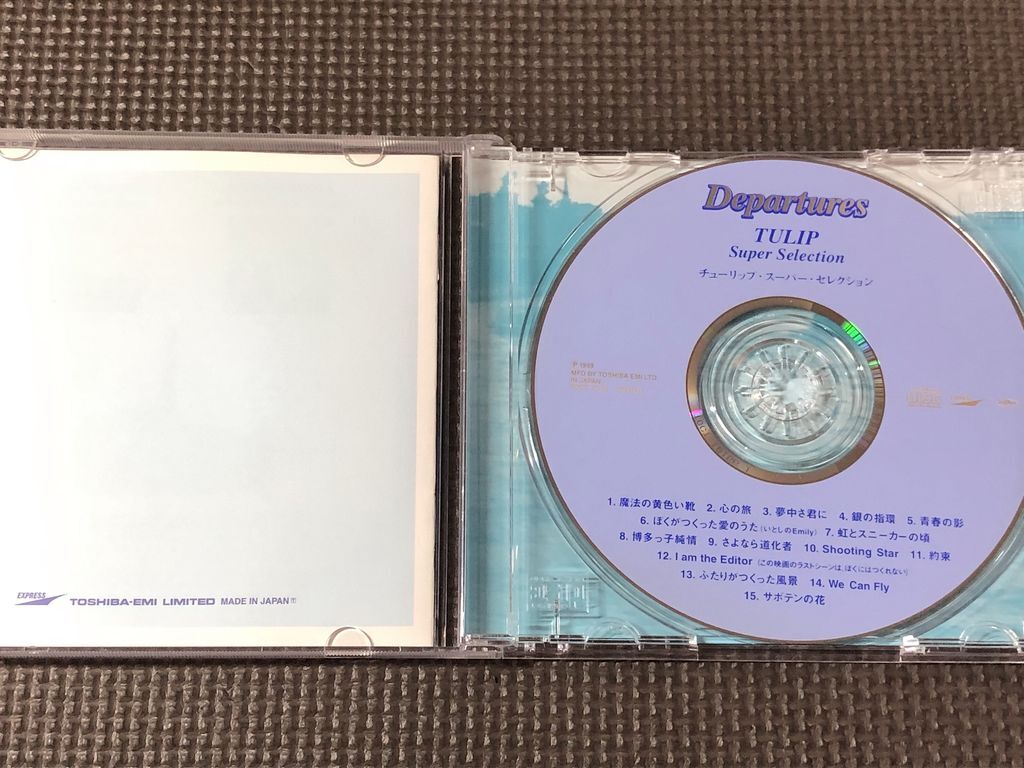 EXPRESS
TOSHIBA-EMI LIMITED MADE IN JAPAN
Departures
TULIP
Super Selection
チューリップ・スーパー・セレクション
℗ 1999
MFD BY TOSHIBA-EMI LTD
IN JAPAN
1. 魔法の黄色い靴 2. 心の旅 3. 夢中さ君に 4. 銀の指環 5. 青春の影
6. ぼくがつくった愛のうた(いとしのEmily) 7. 虹とスニーカーの頃
8. 博多っ子純情 9. さよなら道化者 10. Shooting Star 11. 約束
12. I am the Editor (この映画のラストシーンは、ぼくにはつくれない)
13. ふたりがつくった風景 14. We Can Fly
15. サボテンの花